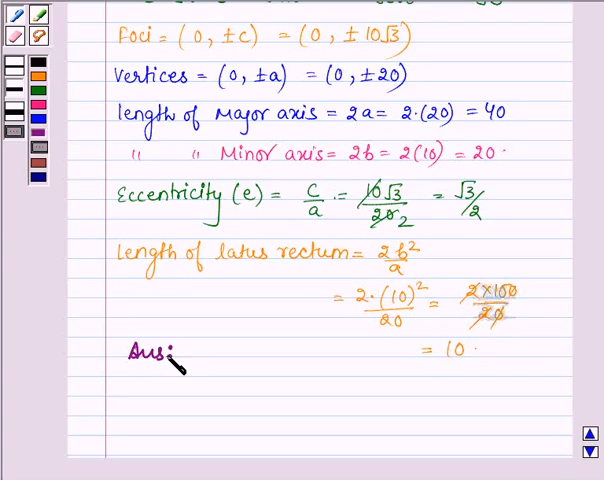 Foci = (0, ±c) = (0, ±10√3)
Vertices = (0, ±a) = (0, ±20)
length of Major axis = 2a = 2·(20) = 40
" " Minor axis = 2b = 2(10) = 20.
Eccentricity (e) = c/a = 10√3/20 2 = √3/2
Length of latus rectum = 2b²/a
= 2·(10)²/20 = 2×100/20
= 10.
Ans: